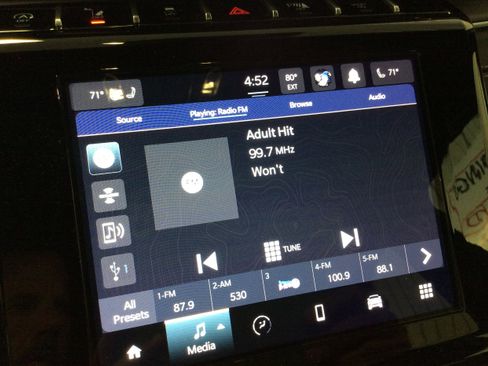 71°
4:52
80°
EXT
71°
Source
Playing: Radio FM
Browse
Audio
Adult Hit
99.7 MHz
Won't
TUNE
All
Presets
1-FM
87.9
2-AM
530
3
4-FM
100.9
5-FM
88.1
1
Media